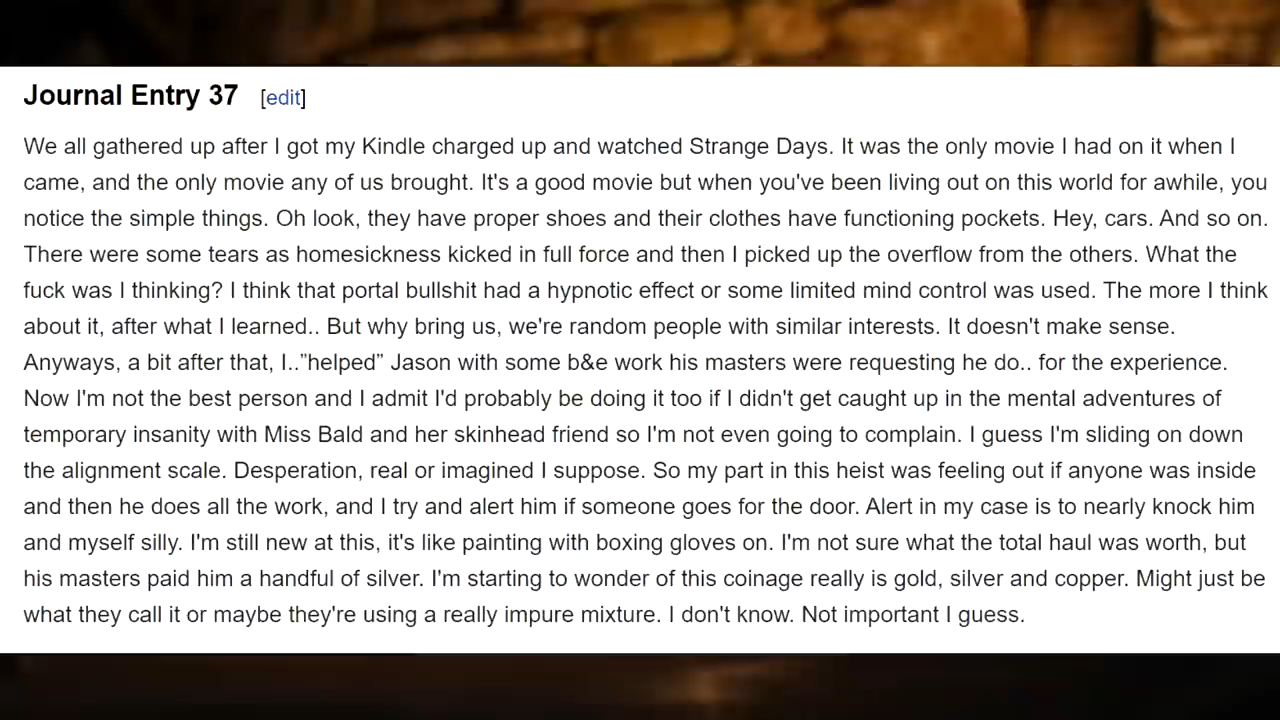 Journal Entry 37 [edit]
We all gathered up after I got my Kindle charged up and watched Strange Days. It was the only movie I had on it when I
came, and the only movie any of us brought. It's a good movie but when you've been living out on this world for awhile, you
notice the simple things. Oh look, they have proper shoes and their clothes have functioning pockets. Hey, cars. And so on.
There were some tears as homesickness kicked in full force and then I picked up the overflow from the others. What the
fuck was I thinking? I think that portal bullshit had a hypnotic effect or some limited mind control was used. The more I think
about it, after what I learned.. But why bring us, we're random people with similar interests. It doesn't make sense.
Anyways, a bit after that, I..”helped” Jason with some b&e work his masters were requesting he do.. for the experience.
Now I'm not the best person and I admit I'd probably be doing it too if I didn't get caught up in the mental adventures of
temporary insanity with Miss Bald and her skinhead friend so I'm not even going to complain. I guess I'm sliding on down
the alignment scale. Desperation, real or imagined I suppose. So my part in this heist was feeling out if anyone was inside
and then he does all the work, and I try and alert him if someone goes for the door. Alert in my case is to nearly knock him
and myself silly. I'm still new at this, it's like painting with boxing gloves on. I'm not sure what the total haul was worth, but
his masters paid him a handful of silver. I'm starting to wonder of this coinage really is gold, silver and copper. Might just be
what they call it or maybe they're using a really impure mixture. I don't know. Not important I guess.